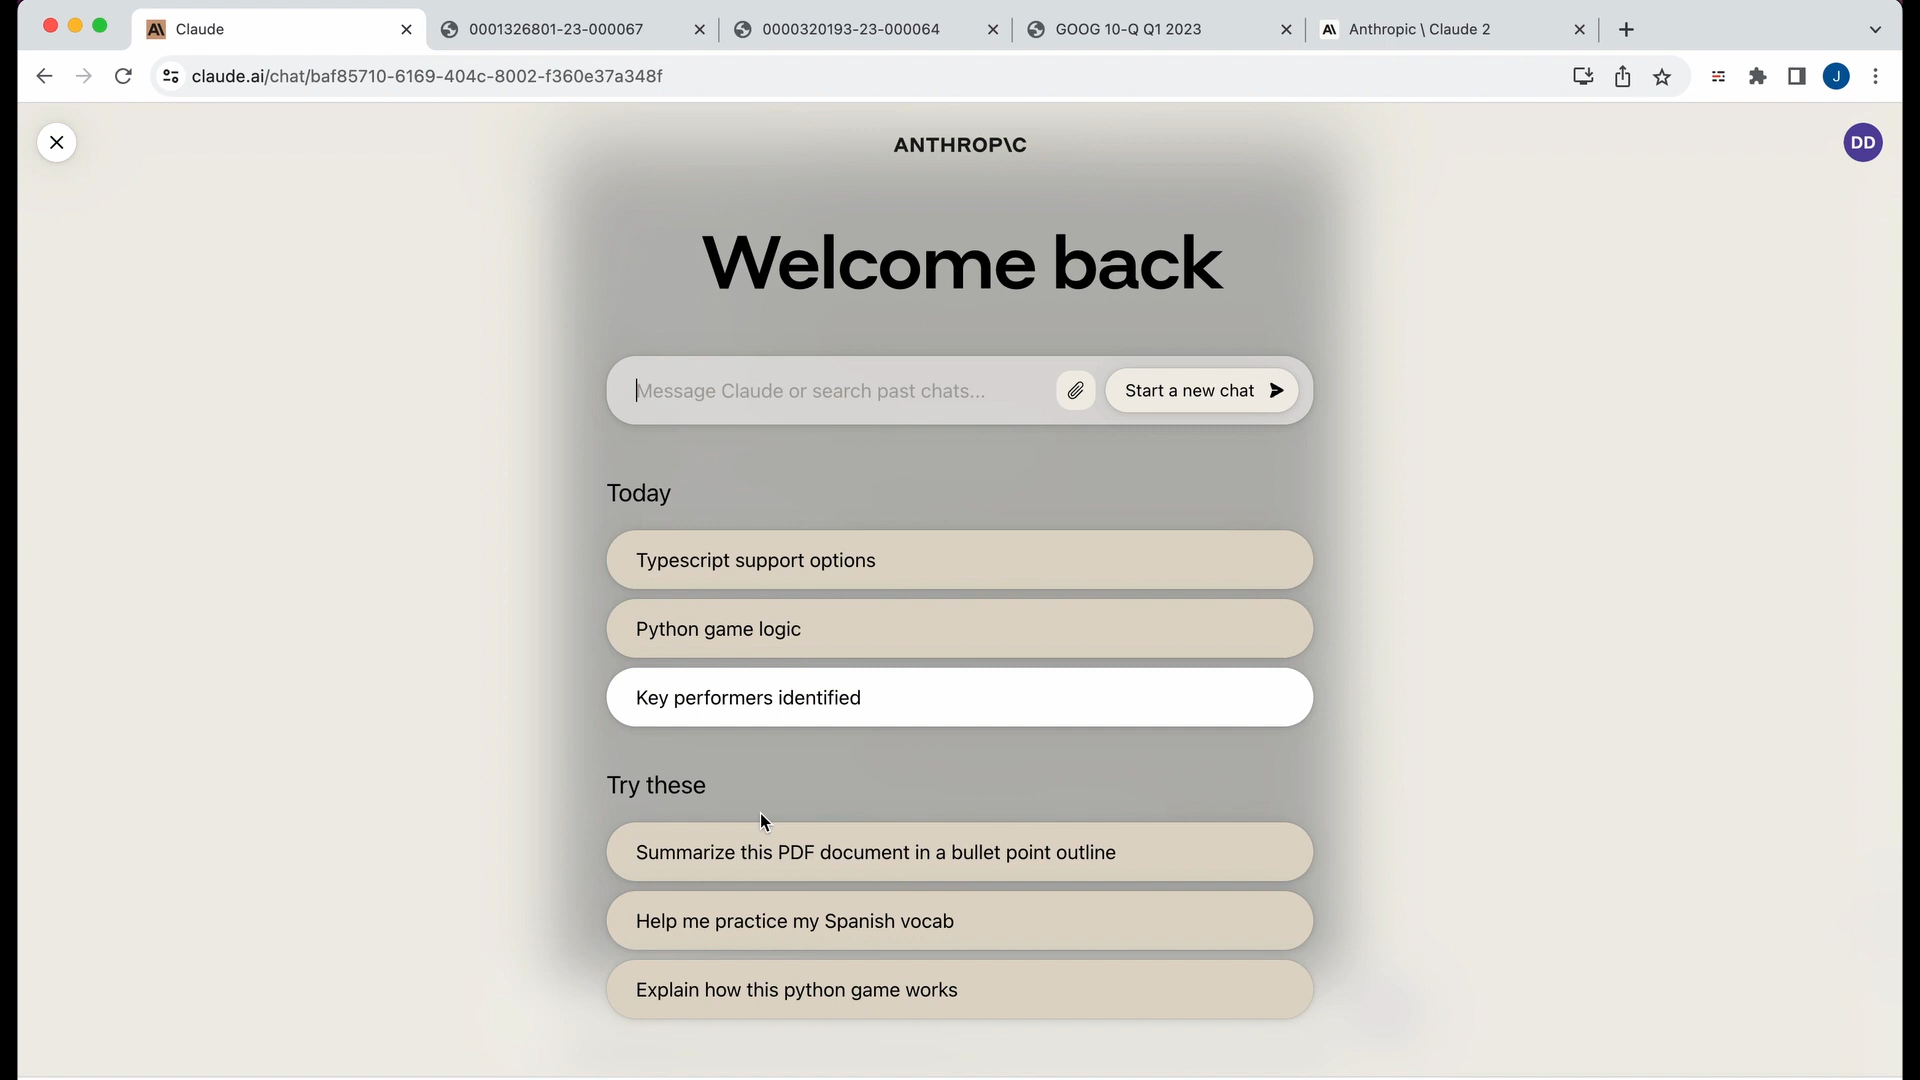 Claude
0001326801-23-000067
0000320193-23-000064
GOOG 10-Q Q1 2023
Anthropic \ Claude 2
claude.ai/chat/baf85710-6169-404c-8002-f360e37a348f
J
ANTHROP\C
DD
Welcome back
Message Claude or search past chats...
Start a new chat
Today
Typescript support options
Python game logic
Key performers identified
Try these
Summarize this PDF document in a bullet point outline
Help me practice my Spanish vocab
Explain how this python game works